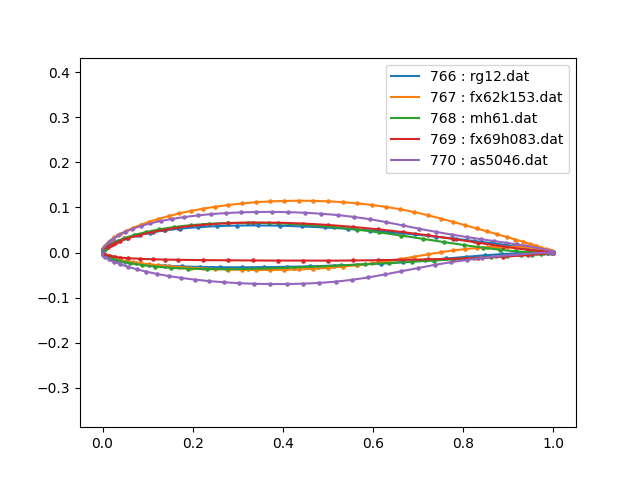 0.4
0.3
0.2
0.1
0.0
−0.1
−0.2
−0.3
0.0 0.2 0.4 0.6 0.8 1.0
766 : rg12.dat
767 : fx62k153.dat
768 : mh61.dat
769 : fx69h083.dat
770 : as5046.dat